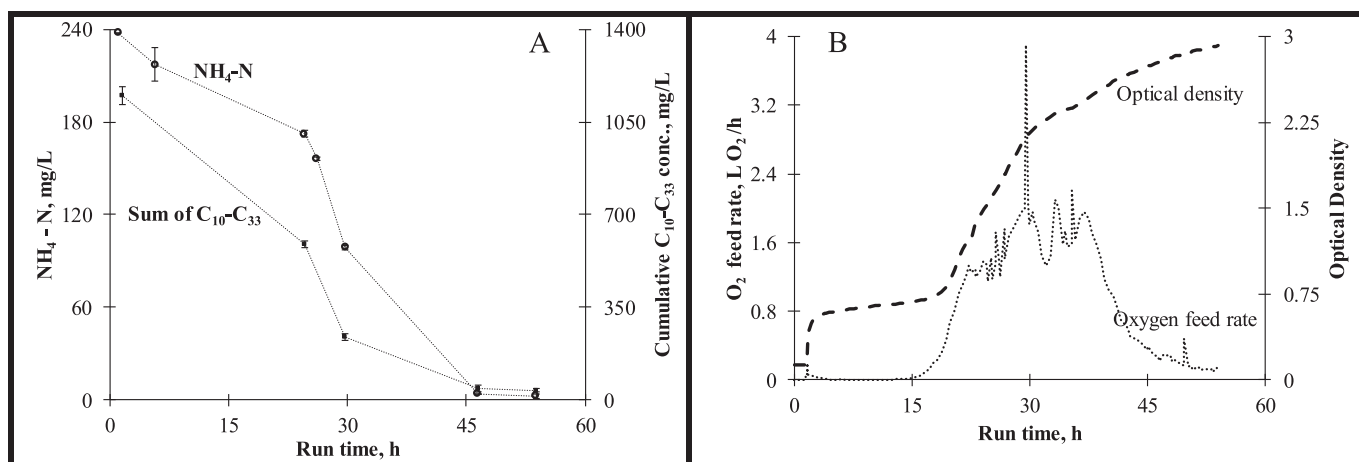 A
NH₄-N
Sum of C₁₀-C₃₃
NH₄ - N, mg/L
240
180
120
60
0
Cumulative C₁₀-C₃₃ conc., mg/L
1400
1050
700
350
0
0 15 30 45 60
Run time, h
B
Optical density
Oxygen feed rate
O₂ feed rate, L O₂/h
4
3.2
2.4
1.6
0.8
0
Optical Density
3
2.25
1.5
0.75
0
0 15 30 45 60
Run time, h